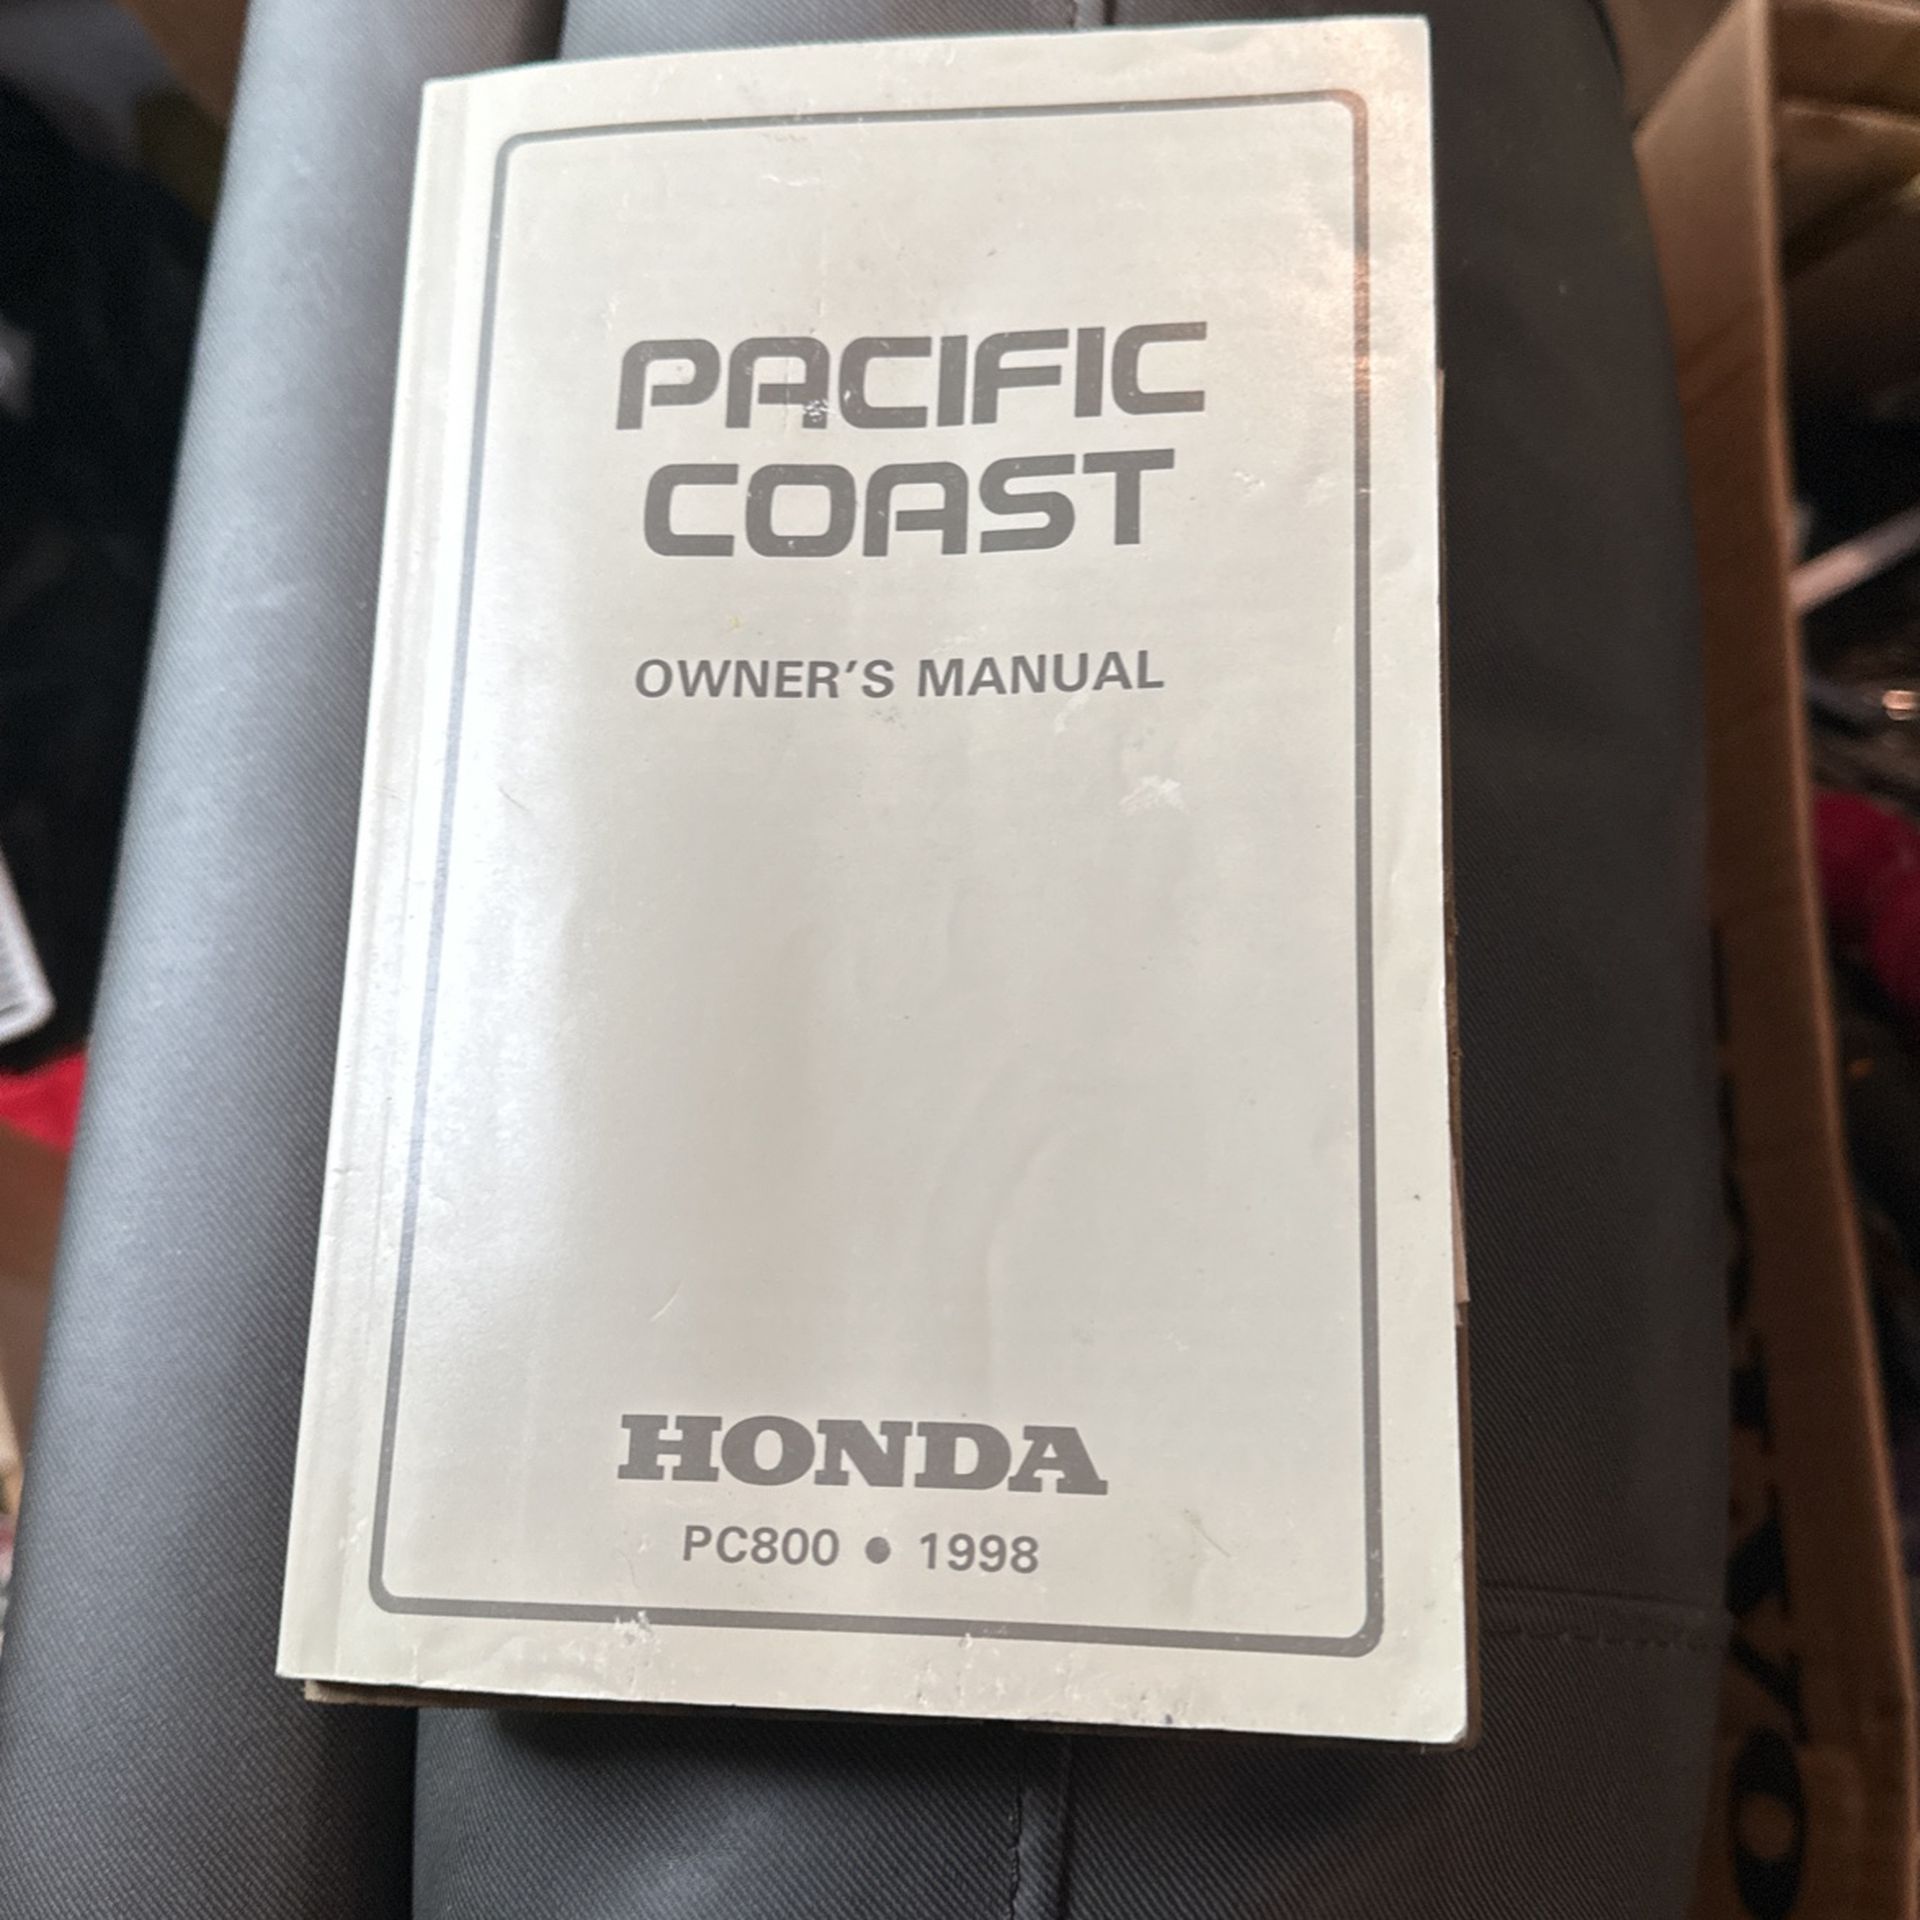 PACIFIC
COAST
OWNER'S MANUAL
HONDA
PC800 • 1998